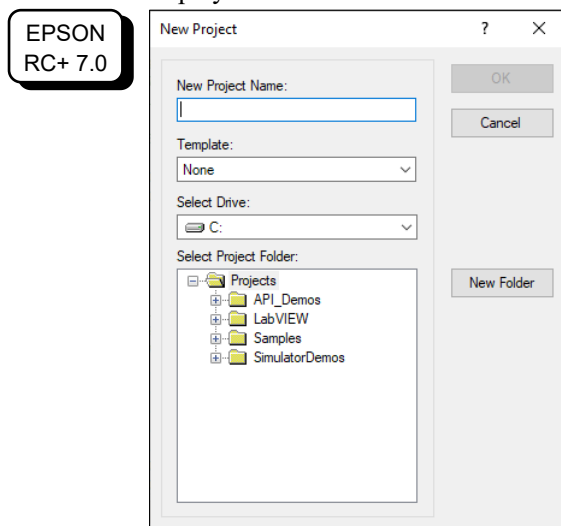 EPSON
RC+ 7.0
New Project
?
New Project Name:
OK
Cancel
Template:
None
Select Drive:
C:
Select Project Folder:
Projects
New Folder
API_Demos
LabVIEW
Samples
SimulatorDemos